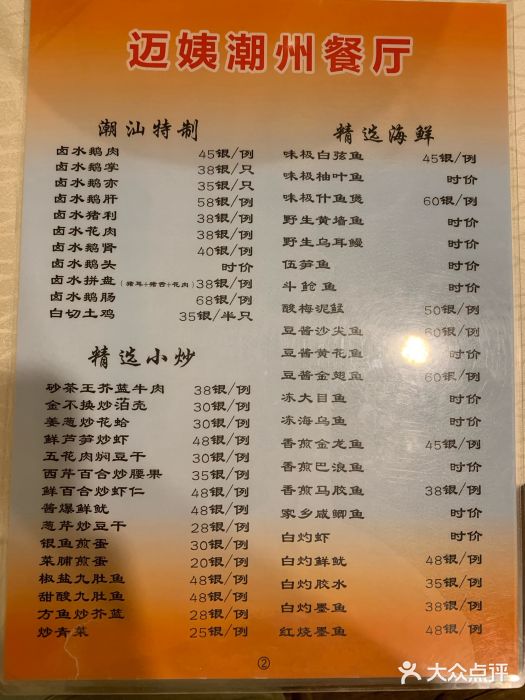 迈姨潮州餐厅
潮汕特制
卤水鹅肉 45银/例
卤水鹅掌 38银/只
卤水鹅亦 35银/只
卤水鹅肝 58银/例
卤水猪利 38银/例
卤水花肉 38银/例
卤水鹅肾 40银/例
卤水鹅头 时价
卤水拼盘(猪耳+猪舌+花肉) 38银/例
卤水鹅肠 68银/例
白切土鸡 35银/半只
精选小炒
砂茶王芥蓝牛肉 38银/例
金不换炒泊壳 30银/例
姜葱炒花蛤 30银/例
鲜芦笋炒虾 48银/例
五花肉焖豆干 30银/例
西芹百合炒腰果 35银/例
鲜百合炒虾仁 48银/例
酱爆鲜鱿 48银/例
葱芹炒豆干 28银/例
银鱼煎蛋 30银/例
菜脯煎蛋 20银/例
椒盐九肚鱼 48银/例
甜酸九肚鱼 48银/例
方鱼炒芥蓝 28银/例
炒青菜 25银/例
精选海鲜
味极白弦鱼 45银/例
味极柚叶鱼 时价
味极什鱼煲 60银/例
野生黄墙鱼 时价
野生乌耳鳗 时价
伍笋鱼 时价
斗鲳鱼 时价
酸梅泥鯭 50银/例
豆酱沙尖鱼 60银/例
豆酱黄花鱼 时价
豆酱金翅鱼 60银/例
冻大目鱼 时价
冻海乌鱼 时价
香煎金龙鱼 45银/例
香煎巴浪鱼 时价
香煎马胶鱼 38银/例
家乡咸鲫鱼 时价
白灼虾 时价
白灼鲜鱿 48银/例
白灼胶水 35银/例
白灼墨鱼 38银/例
红烧墨鱼 48银/例
②
大众点评